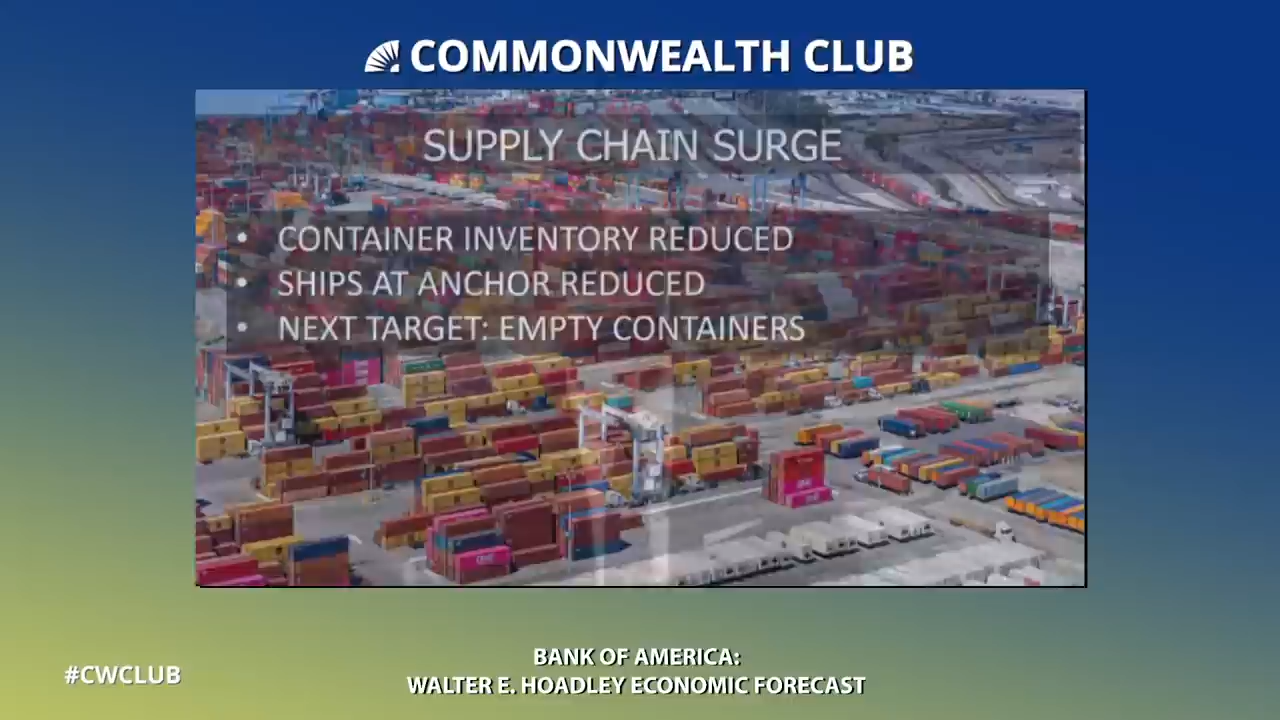 COMMONWEALTH CLUB
SUPPLY CHAIN SURGE
• CONTAINER INVENTORY REDUCED
• SHIPS AT ANCHOR REDUCED
• NEXT TARGET: EMPTY CONTAINERS
#CWCLUB
BANK OF AMERICA:
WALTER E. HOADLEY ECONOMIC FORECAST